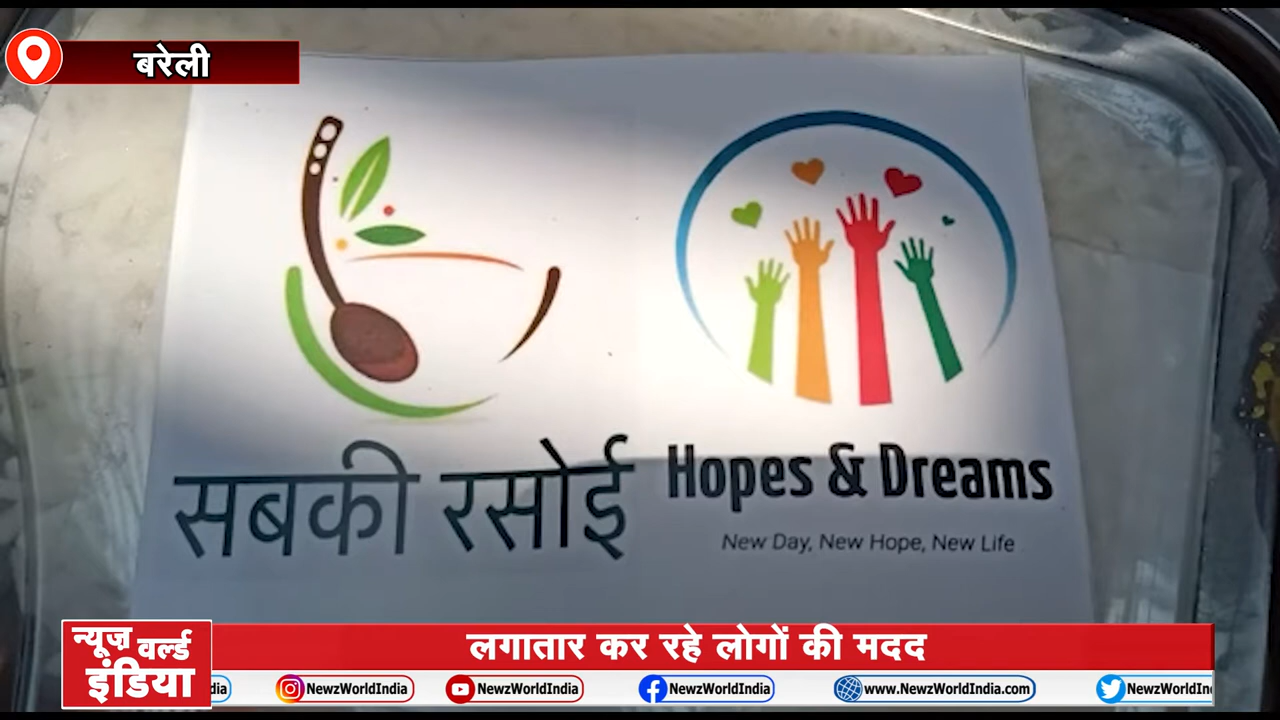 बरेली
सबकी रसोई
Hopes & Dreams
New Day, New Hope, New Life
लगातार कर रहे लोगों की मदद
न्यूज़ वर्ल्ड
इंडिया
NewzWorldIndia
NewzWorldIndia
NewzWorldIndia
www.NewzWorldIndia.com
NewzWorldIn